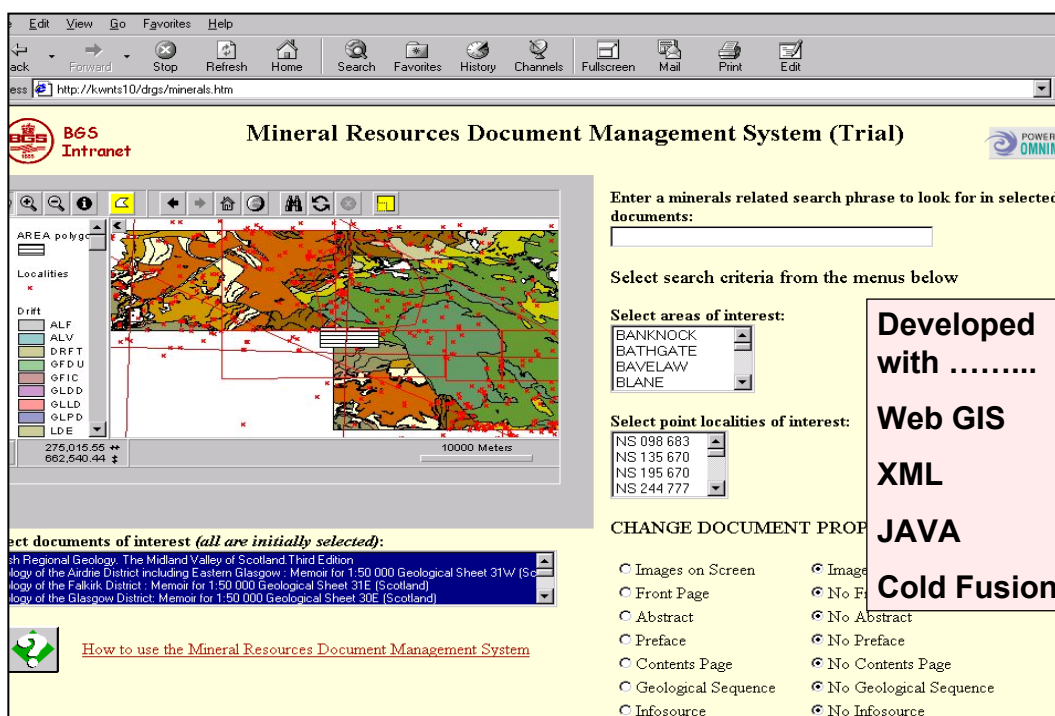 Edit View Go Favorites Help
Stop Refresh Home Search Favorites History Channels Fullscreen Mail Print Edit
Forward
http://kwnts10/drgs/minerals.htm
BGS
1835
BGS
Intranet
Mineral Resources Document Management System (Trial)
POWER
OMNIM
AREA polygo
Localities
Drift
ALF
ALV
DRFT
GFDU
GFIC
GLDD
GLLD
GLPD
LDE
275,015.55
662,540.44
10000 Meters
Enter a minerals related search phrase to look for in selected
documents:
Select search criteria from the menus below
Select areas of interest:
BANKNOCK
BATHGATE
BAVELAW
BLANE
Select point localities of interest:
NS 098 683
NS 135 670
NS 195 670
NS 244 777
Developed
with ……...
Web GIS
XML
JAVA
Cold Fusion
ect documents of interest (all are initially selected):
sh Regional Geology. The Midland Valley of Scotland.Third Edition
logy of the Airdrie District including Eastern Glasgow : Memoir for 1:50 000 Geological Sheet 31W (Sc
logy of the Falkirk District : Memoir for 1:50 000 Geological Sheet 31E (Scotland)
logy of the Glasgow District: Memoir for 1:50 000 Geological Sheet 30E (Scotland)
How to use the Mineral Resources Document Management System
CHANGE DOCUMENT PROP
Images on Screen Image
Front Page No Fr
Abstract No Abstract
Preface No Preface
Contents Page No Contents Page
Geological Sequence No Geological Sequence
Infosource No Infosource